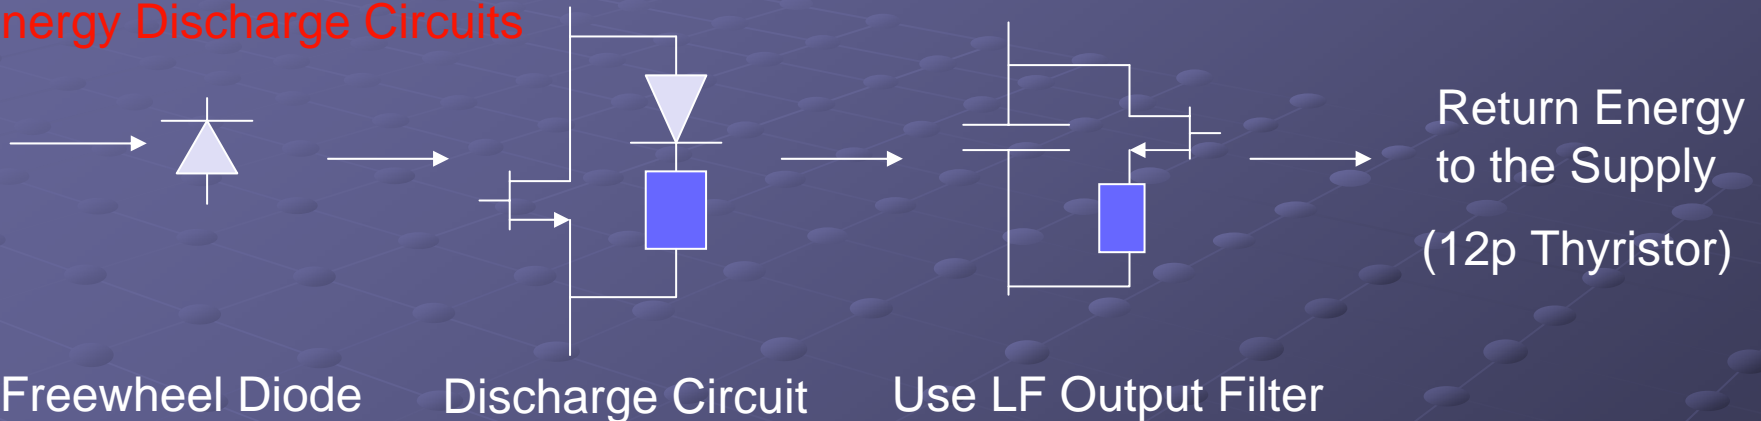 nergy Discharge Circuits
Return Energy
to the Supply
(12p Thyristor)
Freewheel Diode
Discharge Circuit
Use LF Output Filter